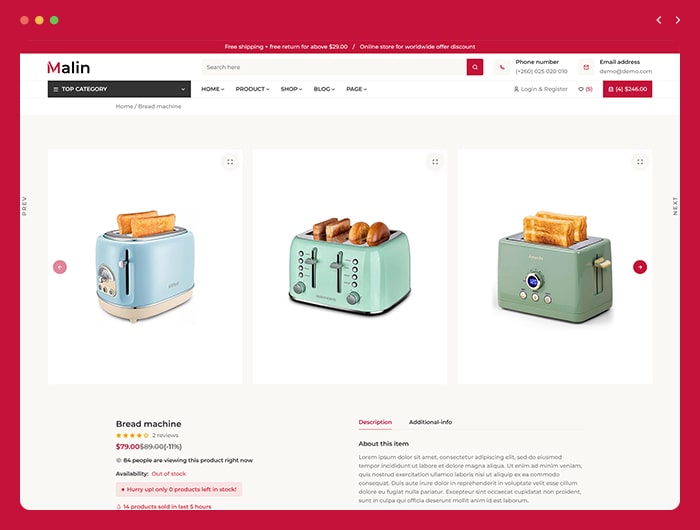 Free shipping + free return for above $29.00 / Online store for worldwide offer discount
Malin
Search here
Phone number
(+260) 025 020 010
Email address
demo@demo.com
TOP CATEGORY
HOME
PRODUCT
SHOP
BLOG
PAGE
Login & Register
(5)
(4) $246.00
Home / Bread machine
PREV
NEXT
Bread machine
2 reviews
$79.00 $89.00 (-11%)
84 people are viewing this product right now
Availability: Out of stock
Hurry! up! only 0 products left in stock!
14 products sold in last 5 hours
Description
Additional-info
About this item
Lorem ipsum dolor sit amet, consectetur adipiscing elit, sed do eiusmod
tempor incididunt ut labore et dolore magna aliqua. Ut enim ad minim veniam,
quis nostrud exercitation ullamco laboris nisi ut aliquip ex ea commodo
consequat. Duis aute irure dolor in reprehenderit in voluptate velit esse cillum
dolore eu fugiat nulla pariatur. Excepteur sint occaecat cupidatat non proident,
sunt in culpa qui officia deserunt mollit anim id est laborum.